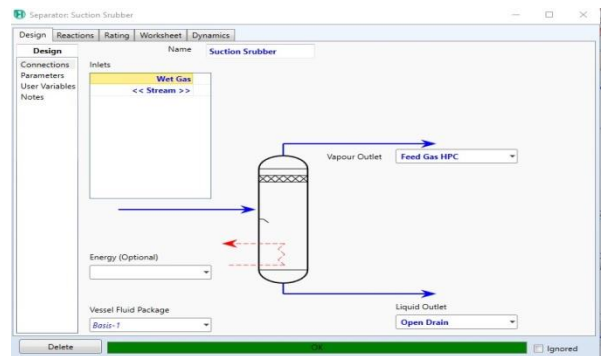 Separator: Suction Srubber
Design Reactions Rating Worksheet Dynamics
Design
Connections
Parameters
User Variables
Notes
Name Suction Srubber
Inlets
Wet Gas
<< Stream >>
Vapour Outlet Feed Gas HPC
Energy (Optional)
Vessel Fluid Package
Basis-1
Liquid Outlet
Open Drain
Delete OK Ignored